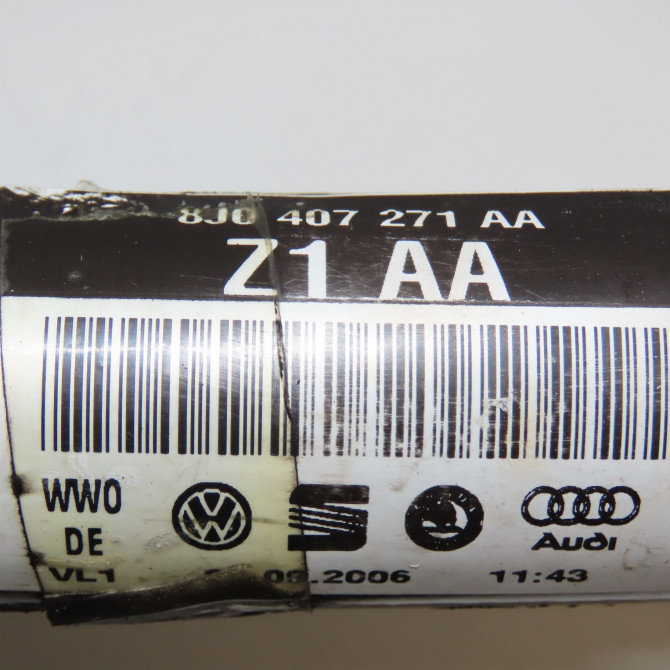 8J0 407 271 AA
Z1 AA
WWO
DE
Audi
VL1 .2006 11:43